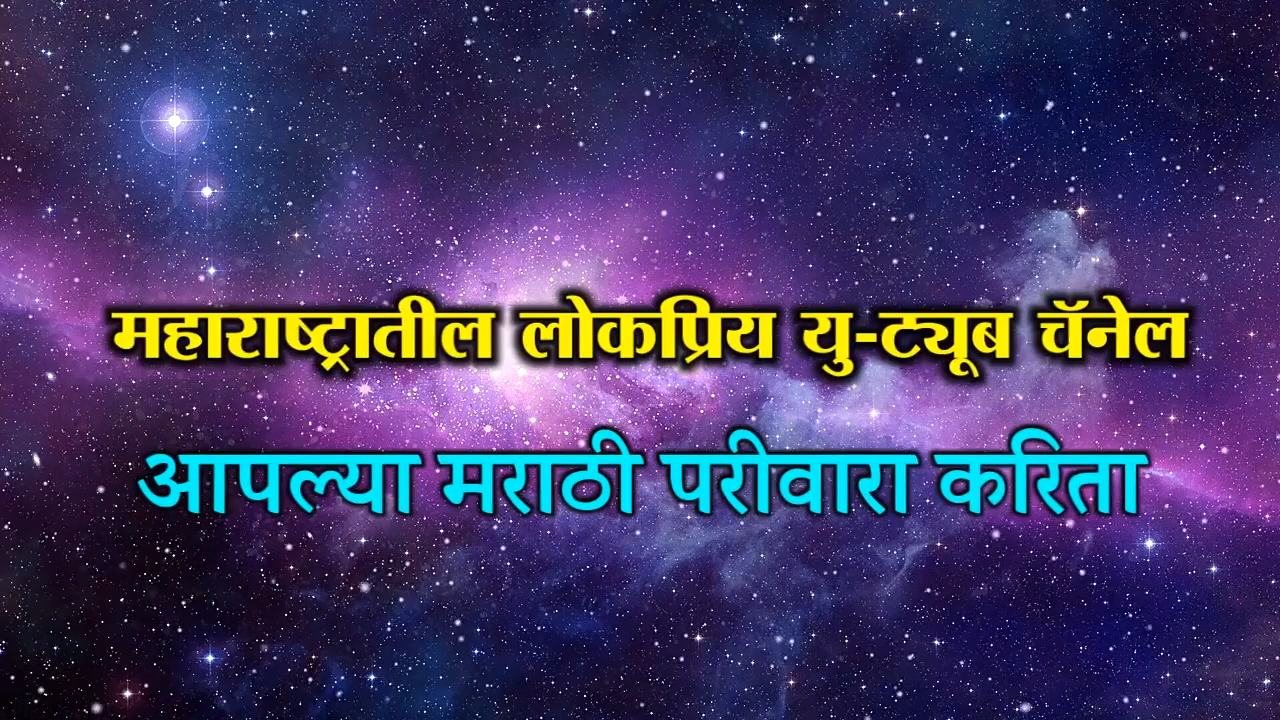 महाराष्ट्रातील लोकप्रिय यु-ट्यूब चॅनेल
आपल्या मराठी परीवारा करिता